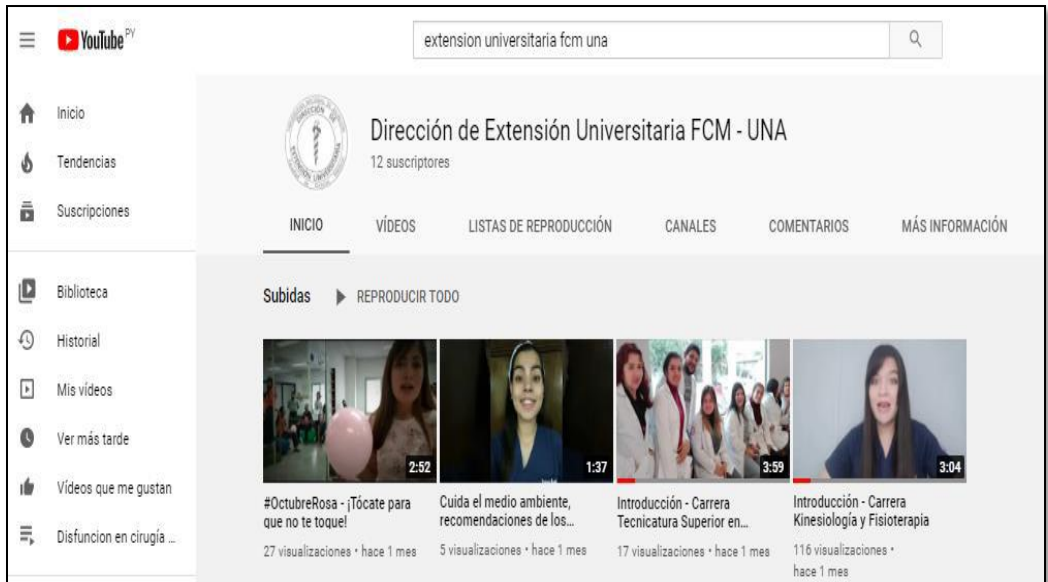 YouTube PY
extension universitaria fcm una
Inicio
Tendencias
Suscripciones
Biblioteca
Historial
Mis vídeos
Ver más tarde
Vídeos que me gustan
Disfuncion en cirugía ...
Dirección de Extensión Universitaria FCM - UNA
12 suscriptores
INICIO VÍDEOS LISTAS DE REPRODUCCIÓN CANALES COMENTARIOS MÁS INFORMACIÓN
Subidas REPRODUCIR TODO
2:52
#OctubreRosa - ¡Tócate para
que no te toque!
27 visualizaciones • hace 1 mes
1:37
Cuida el medio ambiente,
recomendaciones de los...
5 visualizaciones • hace 1 mes
3:59
Introducción - Carrera
Tecnicatura Superior en...
17 visualizaciones • hace 1 mes
3:04
Introducción - Carrera
Kinesiología y Fisioterapia
116 visualizaciones •
hace 1 mes